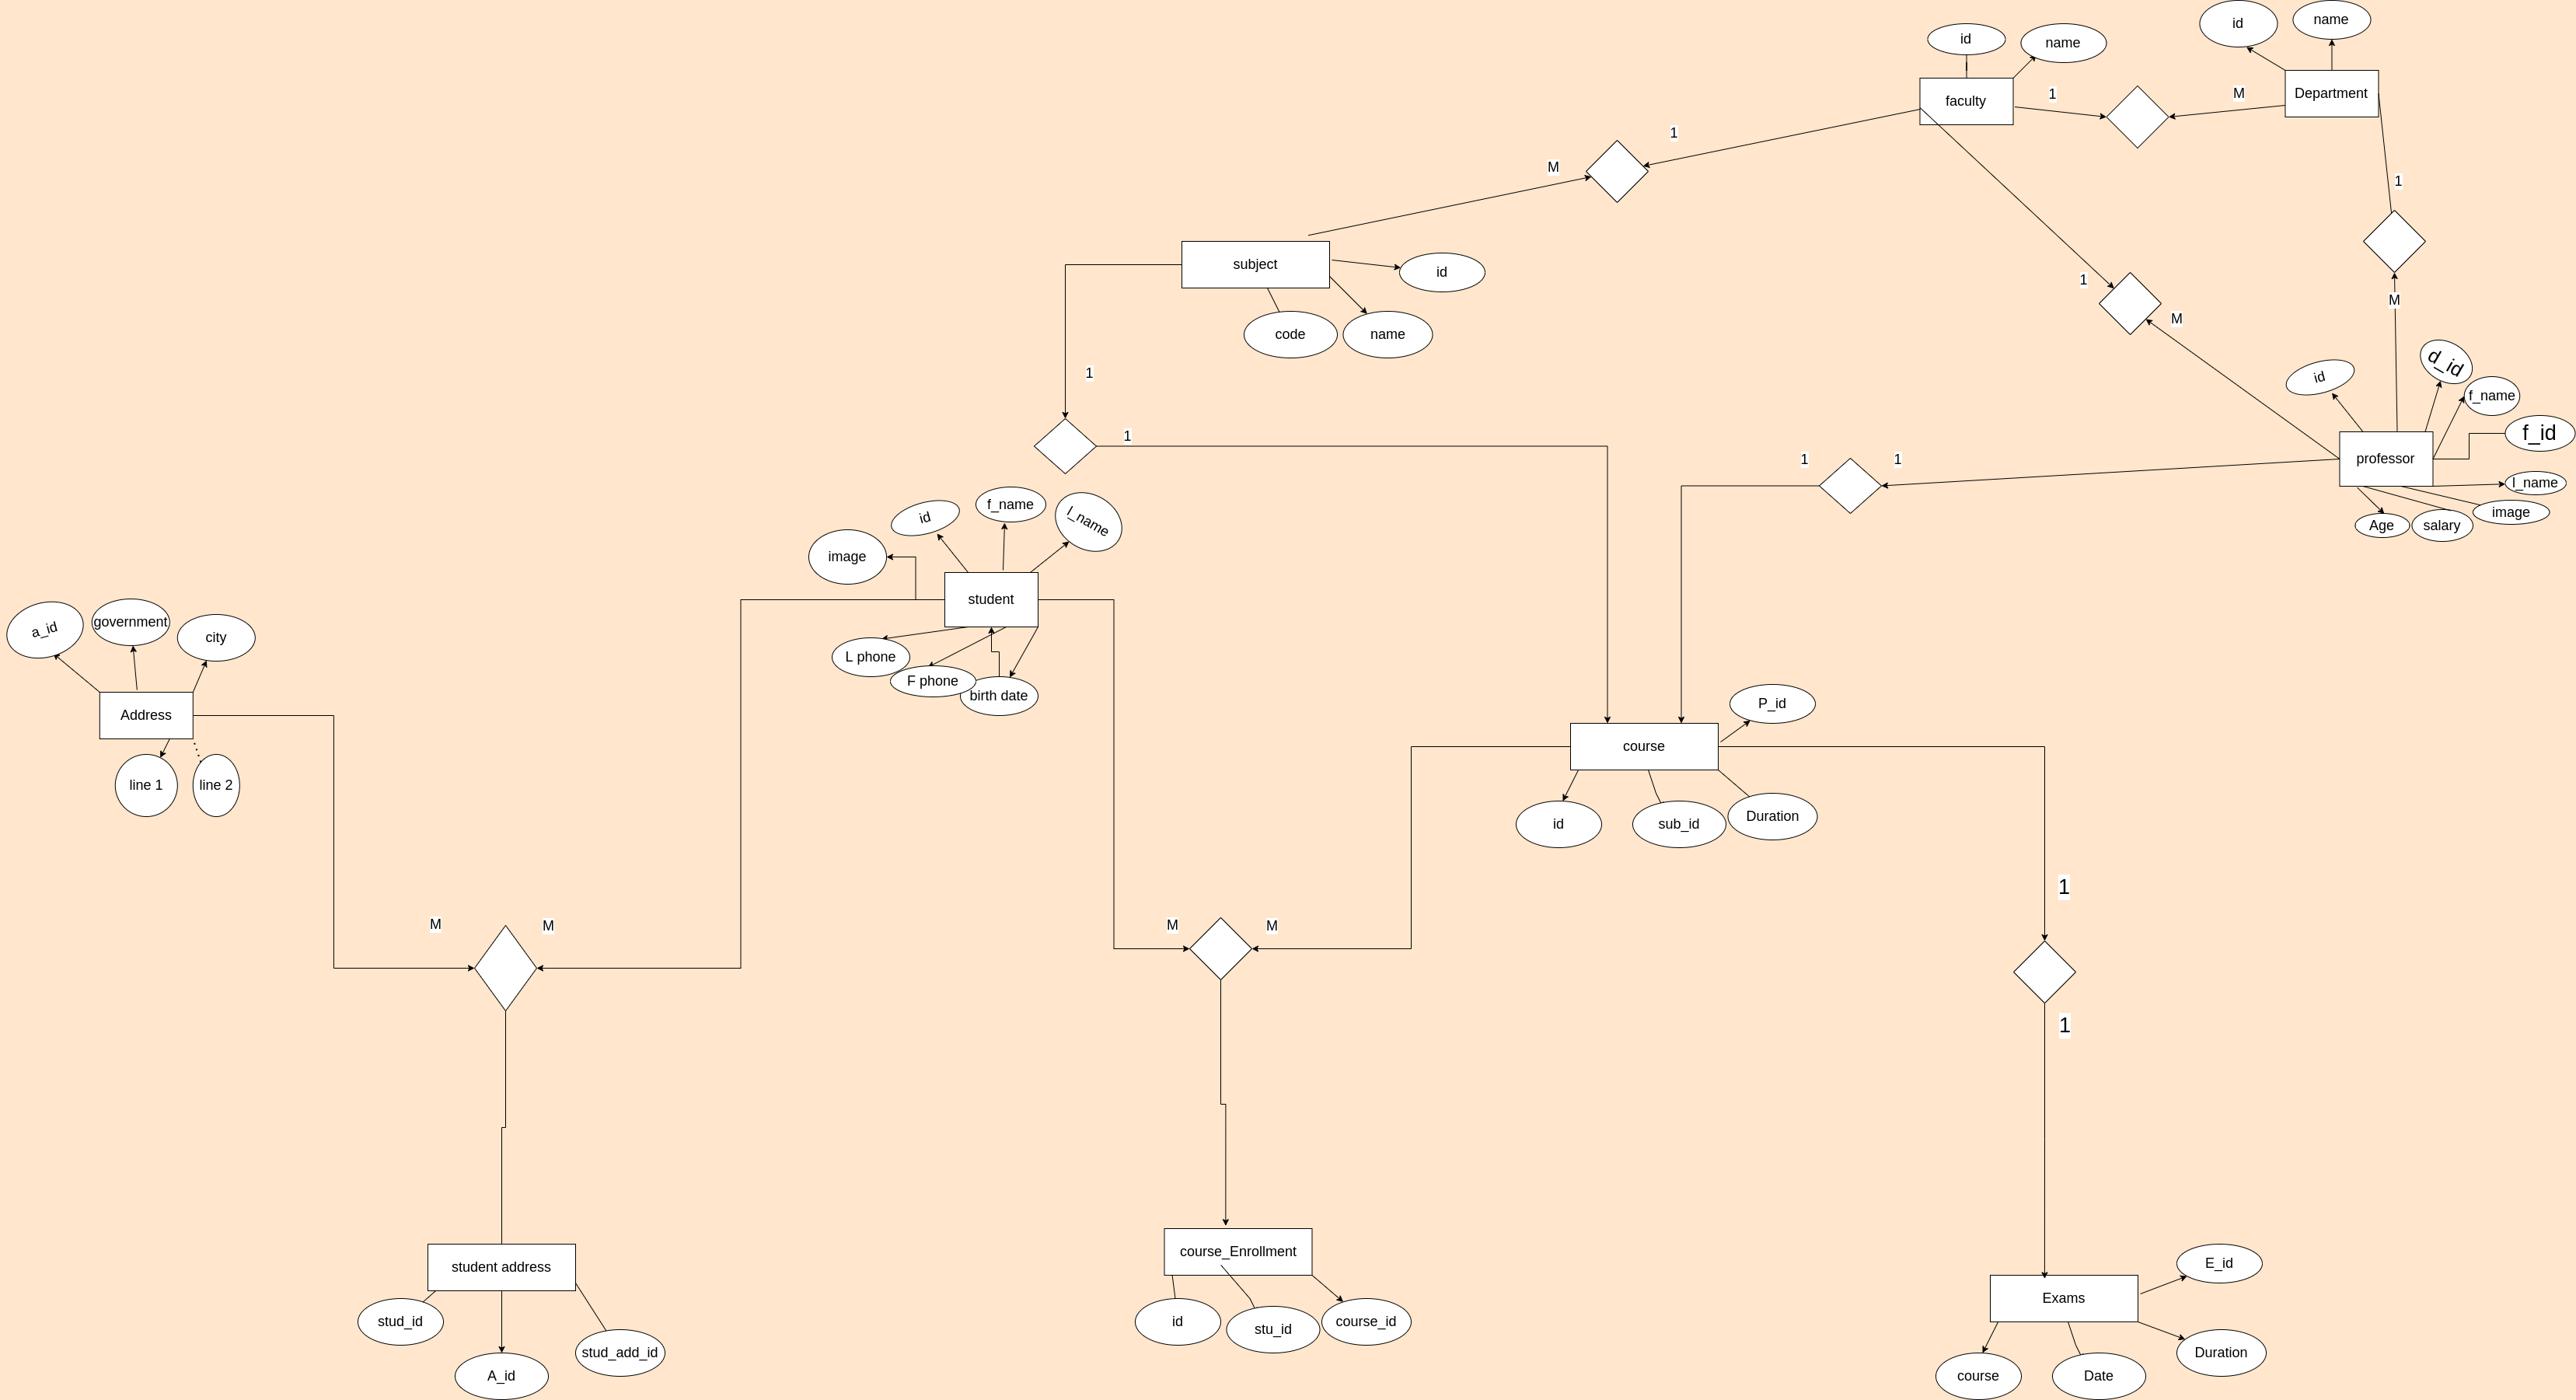 id
name
id
name
faculty
Department
1
M
1
M
1
subject
id
code
name
1
M
M
1
1
1
1
id
d_id
f_name
f_id
professor
l_name
image
Age
salary
image
id
f_name
l_name
student
L phone
F phone
birth date
a_id
government
city
Address
line 1
line 2
P_id
course
id
sub_id
Duration
M
M
M
M
1
1
student address
stud_id
A_id
stud_add_id
course_Enrollment
id
stu_id
course_id
E_id
Exams
course
Date
Duration